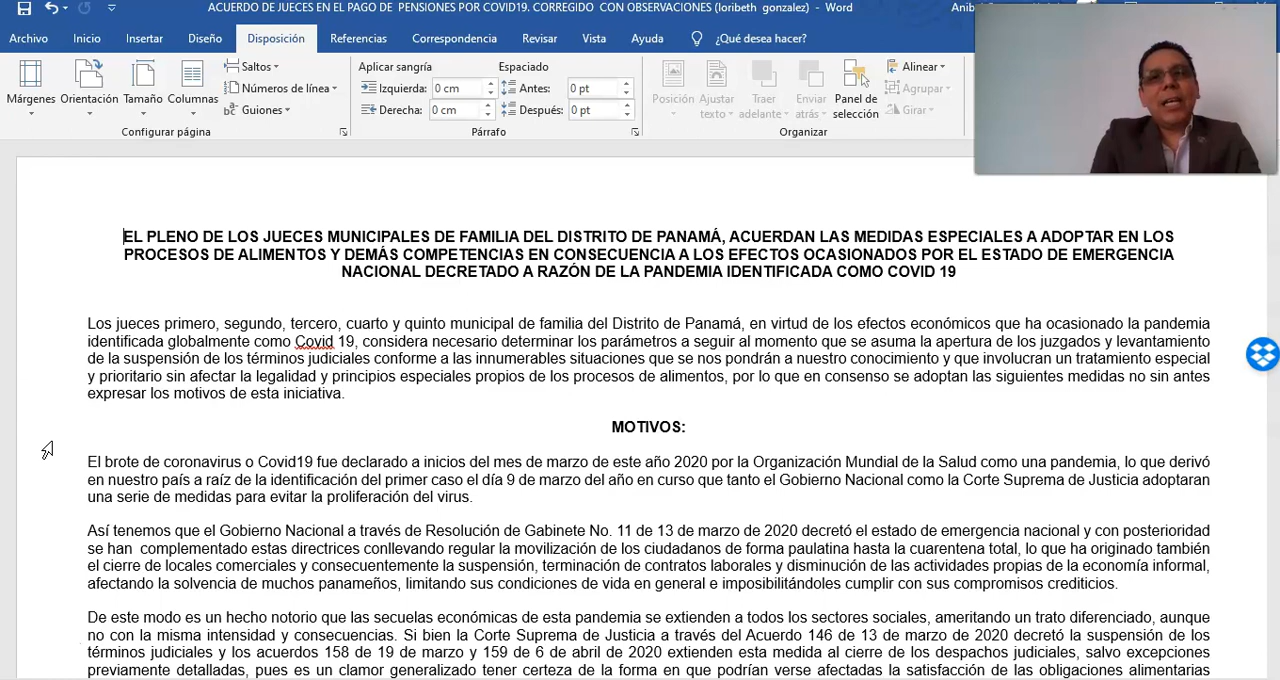 ACUERDO DE JUECES EN EL PAGO DE PENSIONES POR COVID19. CORREGIDO CON OBSERVACIONES (loribeth gonzalez) - Word
Archivo Inicio Insertar Diseño Disposición Referencias Correspondencia Revisar Vista Ayuda ¿Qué desea hacer?
Márgenes
Orientación
Tamaño
Columnas
Saltos
Números de línea
Guiones
Configurar página
Aplicar sangría
Izquierda: 0 cm
Derecha: 0 cm
Espaciado
Antes: 0 pt
Después: 0 pt
Párrafo
Posición
Ajustar texto
Traer adelante
Enviar atrás
Panel de selección
Alinear
Agrupar
Girar
Organizar
EL PLENO DE LOS JUECES MUNICIPALES DE FAMILIA DEL DISTRITO DE PANAMÁ, ACUERDAN LAS MEDIDAS ESPECIALES A ADOPTAR EN LOS
PROCESOS DE ALIMENTOS Y DEMÁS COMPETENCIAS EN CONSECUENCIA A LOS EFECTOS OCASIONADOS POR EL ESTADO DE EMERGENCIA
NACIONAL DECRETADO A RAZÓN DE LA PANDEMIA IDENTIFICADA COMO COVID 19
Los jueces primero, segundo, tercero, cuarto y quinto municipal de familia del Distrito de Panamá, en virtud de los efectos económicos que ha ocasionado la pandemia
identificada globalmente como Covid 19, considera necesario determinar los parámetros a seguir al momento que se asuma la apertura de los juzgados y levantamiento
de la suspensión de los términos judiciales conforme a las innumerables situaciones que se nos pondrán a nuestro conocimiento y que involucran un tratamiento especial
y prioritario sin afectar la legalidad y principios especiales propios de los procesos de alimentos, por lo que en consenso se adoptan las siguientes medidas no sin antes
expresar los motivos de esta iniciativa.
MOTIVOS:
El brote de coronavirus o Covid19 fue declarado a inicios del mes de marzo de este año 2020 por la Organización Mundial de la Salud como una pandemia, lo que derivó
en nuestro país a raíz de la identificación del primer caso el día 9 de marzo del año en curso que tanto el Gobierno Nacional como la Corte Suprema de Justicia adoptaran
una serie de medidas para evitar la proliferación del virus.
Así tenemos que el Gobierno Nacional a través de Resolución de Gabinete No. 11 de 13 de marzo de 2020 decretó el estado de emergencia nacional y con posterioridad
se han complementado estas directrices conllevando regular la movilización de los ciudadanos de forma paulatina hasta la cuarentena total, lo que ha originado también
el cierre de locales comerciales y consecuentemente la suspensión, terminación de contratos laborales y disminución de las actividades propias de la economía informal,
afectando la solvencia de muchos panameños, limitando sus condiciones de vida en general e imposibilitándoles cumplir con sus compromisos crediticios.
De este modo es un hecho notorio que las secuelas económicas de esta pandemia se extienden a todos los sectores sociales, ameritando un trato diferenciado, aunque
no con la misma intensidad y consecuencias. Si bien la Corte Suprema de Justicia a través del Acuerdo 146 de 13 de marzo de 2020 decretó la suspensión de los
términos judiciales y los acuerdos 158 de 19 de marzo y 159 de 6 de abril de 2020 extienden esta medida al cierre de los despachos judiciales, salvo excepciones
previamente detalladas, pues es un clamor generalizado tener certeza de la forma en que podrían verse afectadas la satisfacción de las obligaciones alimentarias